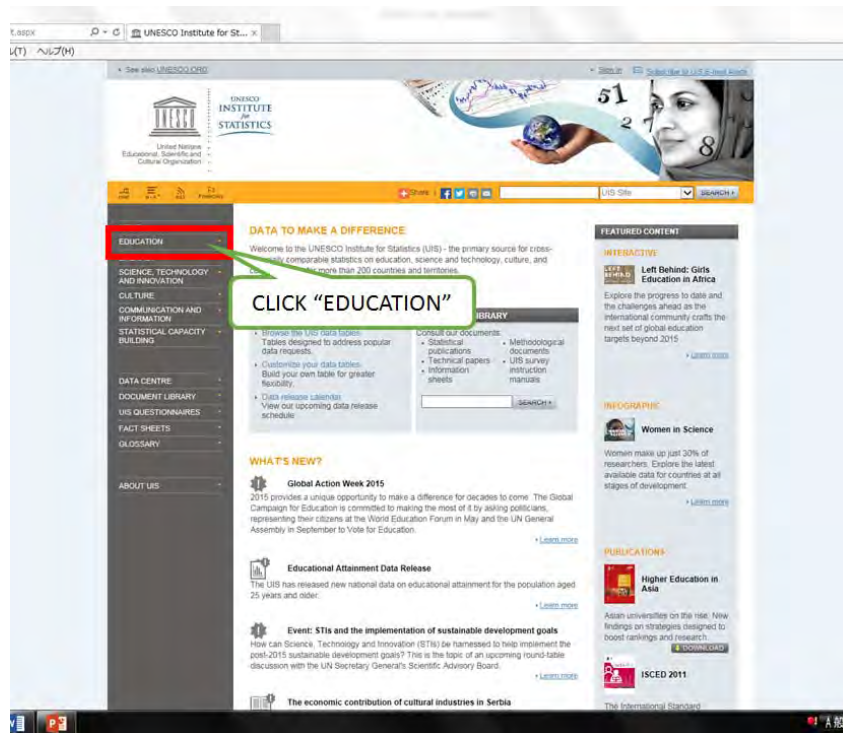 t.aspx
UNESCO Institute for St... ×
(T) ヘルプ(H)
See also UNESCO.ORG
Sign in
Subscribe to UIS E-mail Alerts
UNESCO
INSTITUTE
for
STATISTICS
United Nations
Educational, Scientific and
Cultural Organization
51
2
7
8
Share
UIS Site
SEARCH
EDUCATION
SCIENCE, TECHNOLOGY
AND INNOVATION
CULTURE
COMMUNICATION AND
INFORMATION
STATISTICAL CAPACITY
BUILDING
DATA CENTRE
DOCUMENT LIBRARY
UIS QUESTIONNAIRES
FACT SHEETS
GLOSSARY
ABOUT UIS
CLICK “EDUCATION”
DATA TO MAKE A DIFFERENCE
Welcome to the UNESCO Institute for Statistics (UIS) - the primary source for cross-
comparable statistics on education, science and technology, culture, and
more than 200 countries and territories.
Browse the UIS data tables
Tables designed to address popular
data requests.
Customize your data tables
Build your own table for greater
flexibility.
Data release calendar
View our upcoming data release
schedule
LIBRARY
Consult our documents:
Statistical
publications
Technical papers
Information
sheets
Methodological
documents
UIS survey
instruction
manuals
SEARCH
WHAT'S NEW?
Global Action Week 2015
2015 provides a unique opportunity to make a difference for decades to come. The Global
Campaign for Education is committed to making the most of it by asking politicians,
representing their citizens at the World Education Forum in May and the UN General
Assembly in September to Vote for Education.
Learn more
Educational Attainment Data Release
The UIS has released new national data on educational attainment for the population aged
25 years and older.
Learn more
Event: STIs and the implementation of sustainable development goals
How can Science, Technology and Innovation (STIs) be harnessed to help implement the
post-2015 sustainable development goals? This is the topic of an upcoming round-table
discussion with the UN Secretary General's Scientific Advisory Board.
Learn more
The economic contribution of cultural industries in Serbia
FEATURED CONTENT
INTERACTIVE
LEFT
BEHIND
Left Behind: Girls
Education in Africa
Explore the progress to date and
the challenges ahead as the
international community crafts the
next set of global education
targets beyond 2015
Learn more
INFOGRAPHIC
Women in Science
Women make up just 30% of
researchers. Explore the latest
available data for countries at all
stages of development.
Learn more
PUBLICATIONS
Higher Education in
Asia
Asian universities on the rise. New
findings on strategies designed to
boost rankings and research.
DOWNLOAD
ISCED 2011
The International Standard
A 般